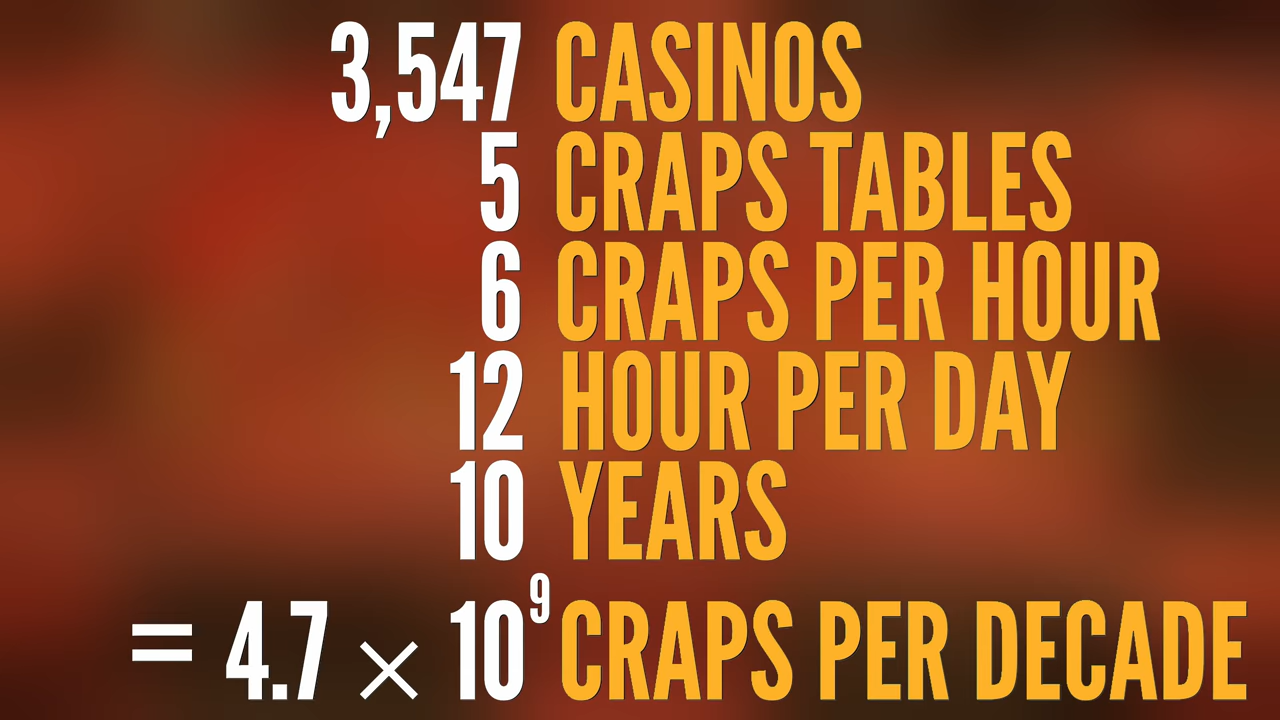 3,547 CASINOS
5 CRAPS TABLES
6 CRAPS PER HOUR
12 HOUR PER DAY
10 YEARS
= 4.7 × 10⁹ CRAPS PER DECADE